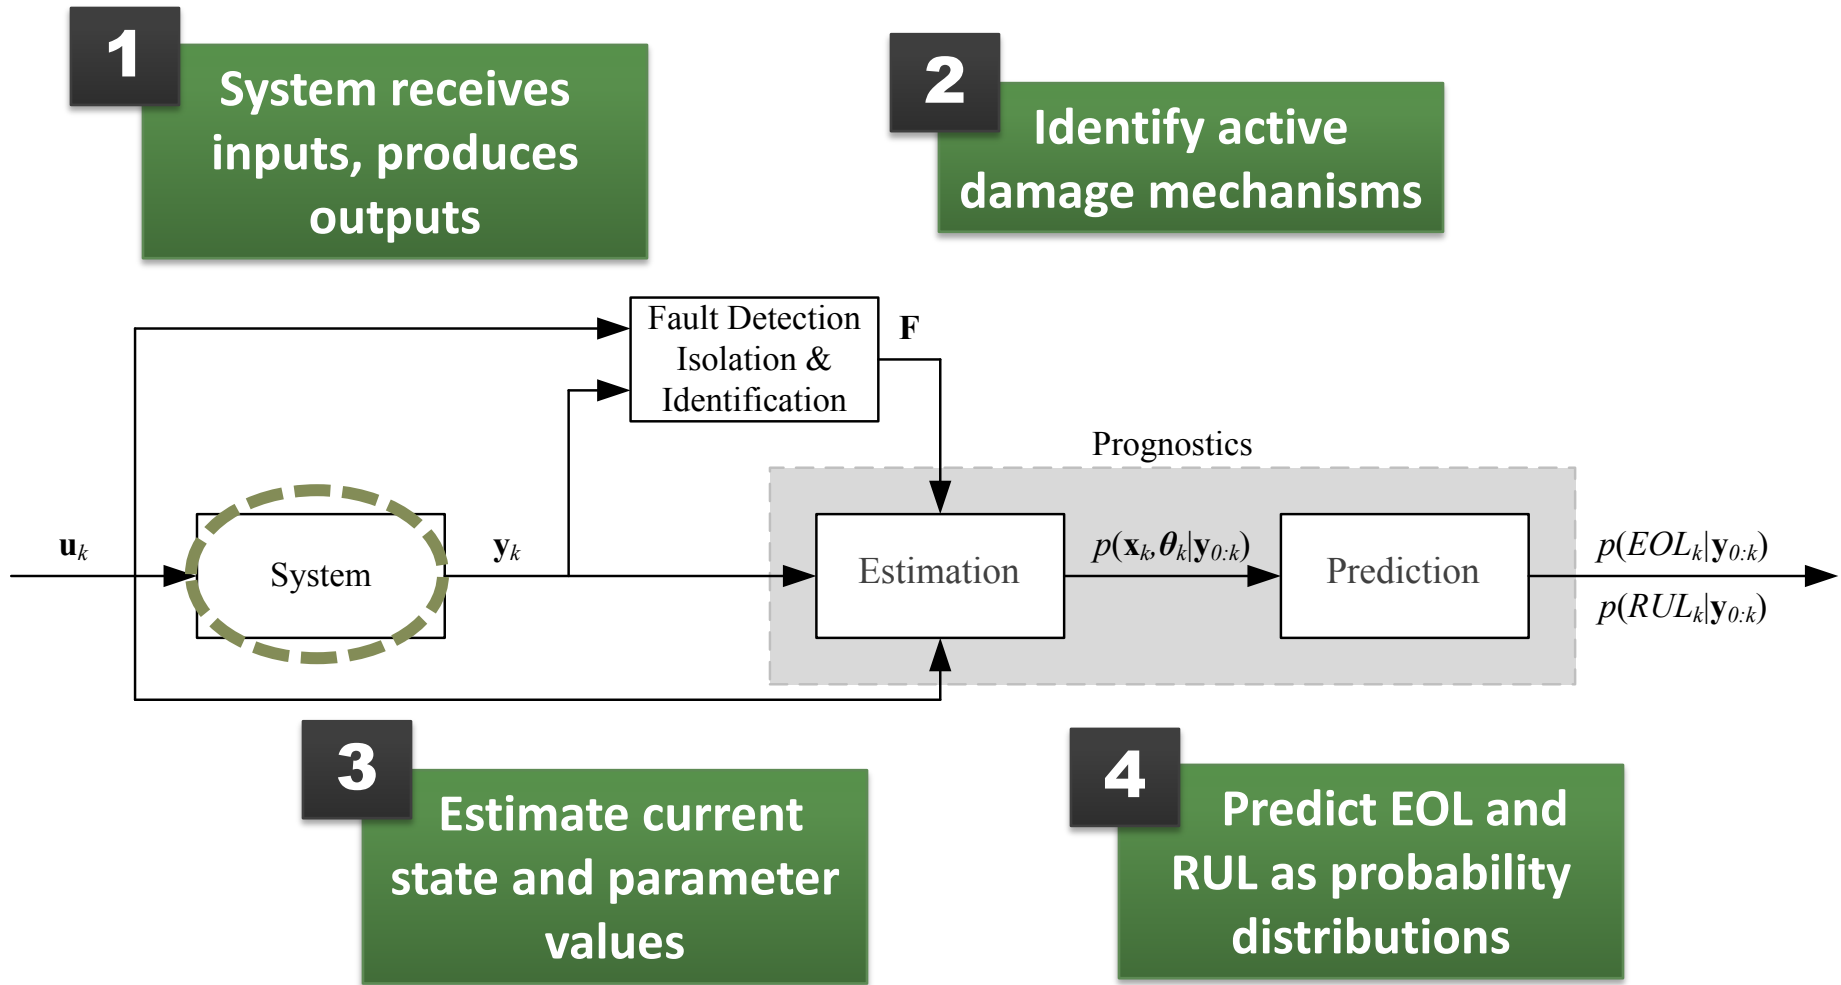 1
System receives
inputs, produces
outputs
2
Identify active
damage mechanisms
Fault Detection
Isolation &
Identification
F
Prognostics
uₖ
System
yₖ
Estimation
p(xₖ,θₖ|y₀:ₖ)
Prediction
p(EOLₖ|y₀:ₖ)
p(RULₖ|y₀:ₖ)
3
Estimate current
state and parameter
values
4
Predict EOL and
RUL as probability
distributions